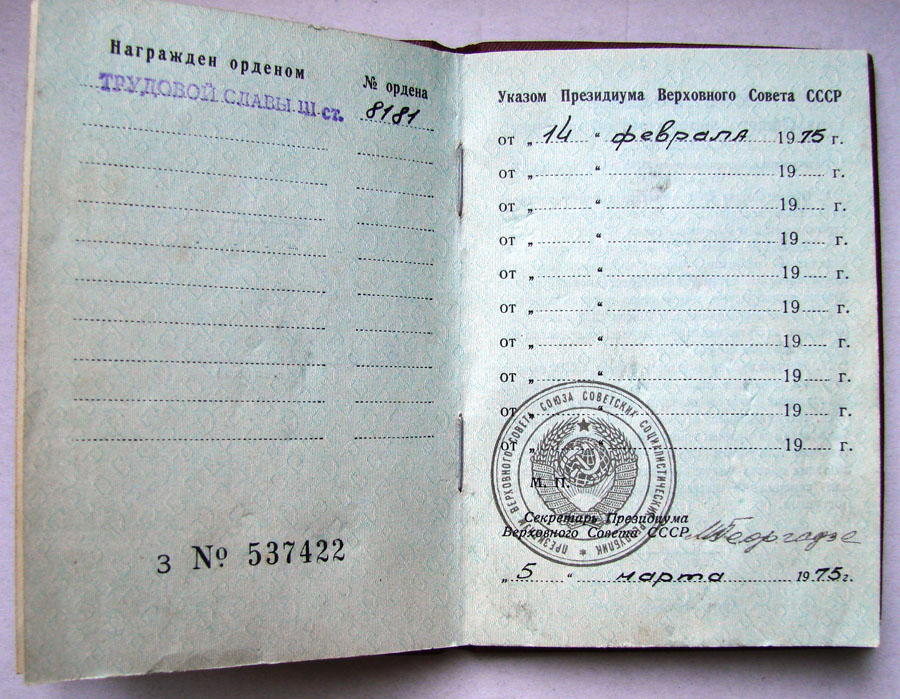 Награжден орденом
№ ордена
ТРУДОВОЙ СЛАВЫ III ст.
8181
З № 537422
Указом Президиума Верховного Совета СССР
от „ 14 “ февраля 1975 г.
от „ “ 19 г.
от „ “ 19 г.
от „ “ 19 г.
от „ “ 19 г.
от „ “ 19 г.
от „ “ 19 г.
от „ “ 19 г.
от „ “ 19 г.
от „ “ 19 г.
ПРЕЗИДИУМ ВЕРХОВНОГО СОВЕТА СОЮЗА СОВЕТСКИХ СОЦИАЛИСТИЧЕСКИХ РЕСПУБЛИК
М. П.
Секретарь Президиума
Верховного Совета СССР
МГеоргадзе
„ 5 “ марта 1975 г.